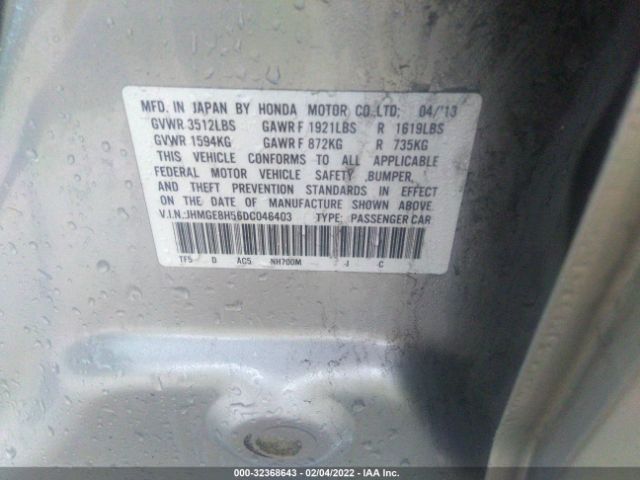 MFD. IN JAPAN BY HONDA MOTOR CO.,LTD; 04/'13
GVWR 3512LBS GAWR F 1921LBS R 1619LBS
GVWR 1594KG GAWR F 872KG R 735KG
THIS VEHICLE CONFORMS TO ALL APPLICABLE
FEDERAL MOTOR VEHICLE SAFETY ,BUMPER,
AND THEFT PREVENTION STANDARDS IN EFFECT
ON THE DATE OF MANUFACTURE SHOWN ABOVE.
V.I.N.:JHMGE8H56DC046403 TYPE: PASSENGER CAR
TF5 D AG5 NH700M J C
000-32368643 - 02/04/2022 - IAA Inc.